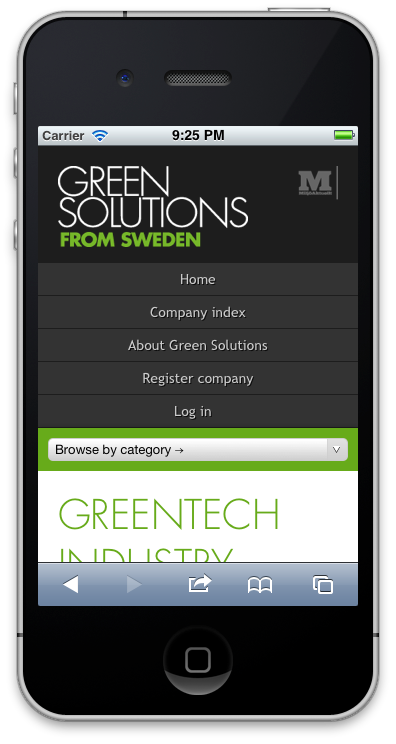 Carrier 9:25 PM
GREEN
SOLUTIONS
FROM SWEDEN
M
Home
Company index
About Green Solutions
Register company
Log in
Browse by category →
GREENTECH
INDUSTRY